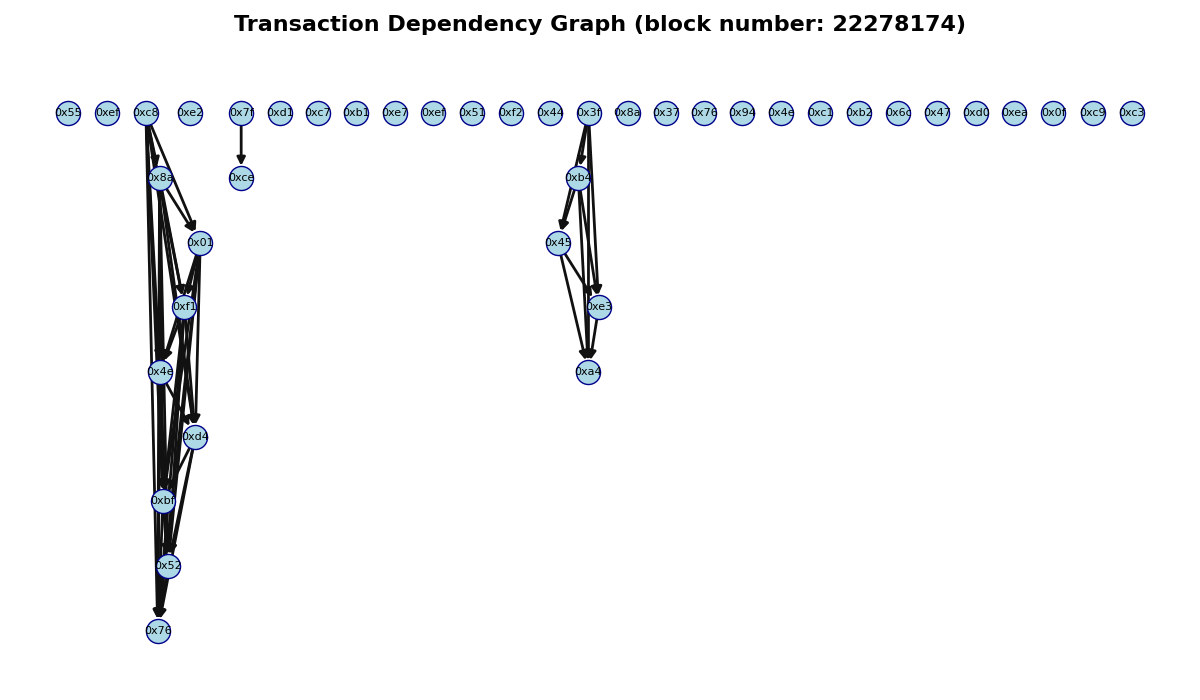 Transaction Dependency Graph (block number: 22278174)
0x55 0xef 0xc8 0xe2 0x7f 0xd1 0xc7 0xb1 0xe7 0xef 0x51 0xf2 0x44 0x3f 0x8a 0x37 0x76 0x94 0x4e 0xc1 0xb2 0x6c 0x47 0xd0 0xea 0x0f 0xc9 0xc3
0x8a 0xce 0xb4
0x01 0x45
0xf1 0xe3
0x4e 0xa4
0xd4
0xbf
0x52
0x76